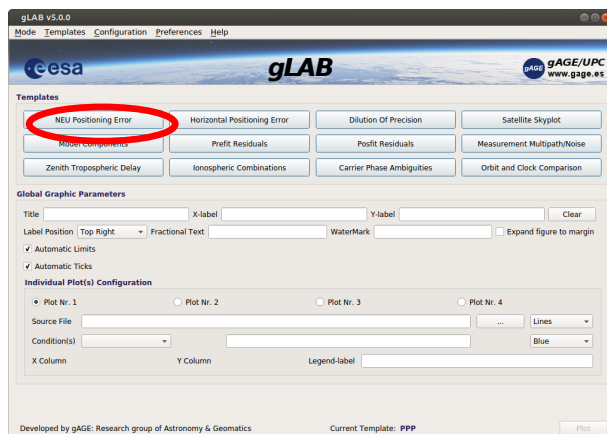 gLAB v5.0.0
Mode Templates Configuration Preferences Help
eesa
gLAB
gAGE
gAGE/UPC
www.gage.es
Templates
NEU Positioning Error Horizontal Positioning Error Dilution Of Precision Satellite Skyplot
Model Components Prefit Residuals Posfit Residuals Measurement Multipath/Noise
Zenith Tropospheric Delay Ionospheric Combinations Carrier Phase Ambiguities Orbit and Clock Comparison
Global Graphic Parameters
Title X-label Y-label Clear
Label Position Top Right Fractional Text WaterMark Expand figure to margin
Automatic Limits
Automatic Ticks
Individual Plot(s) Configuration
Plot Nr. 1 Plot Nr. 2 Plot Nr. 3 Plot Nr. 4
Source File ... Lines
Condition(s) Blue
X Column Y Column Legend-label
Developed by gAGE: Research group of Astronomy & Geomatics Current Template: PPP Plot